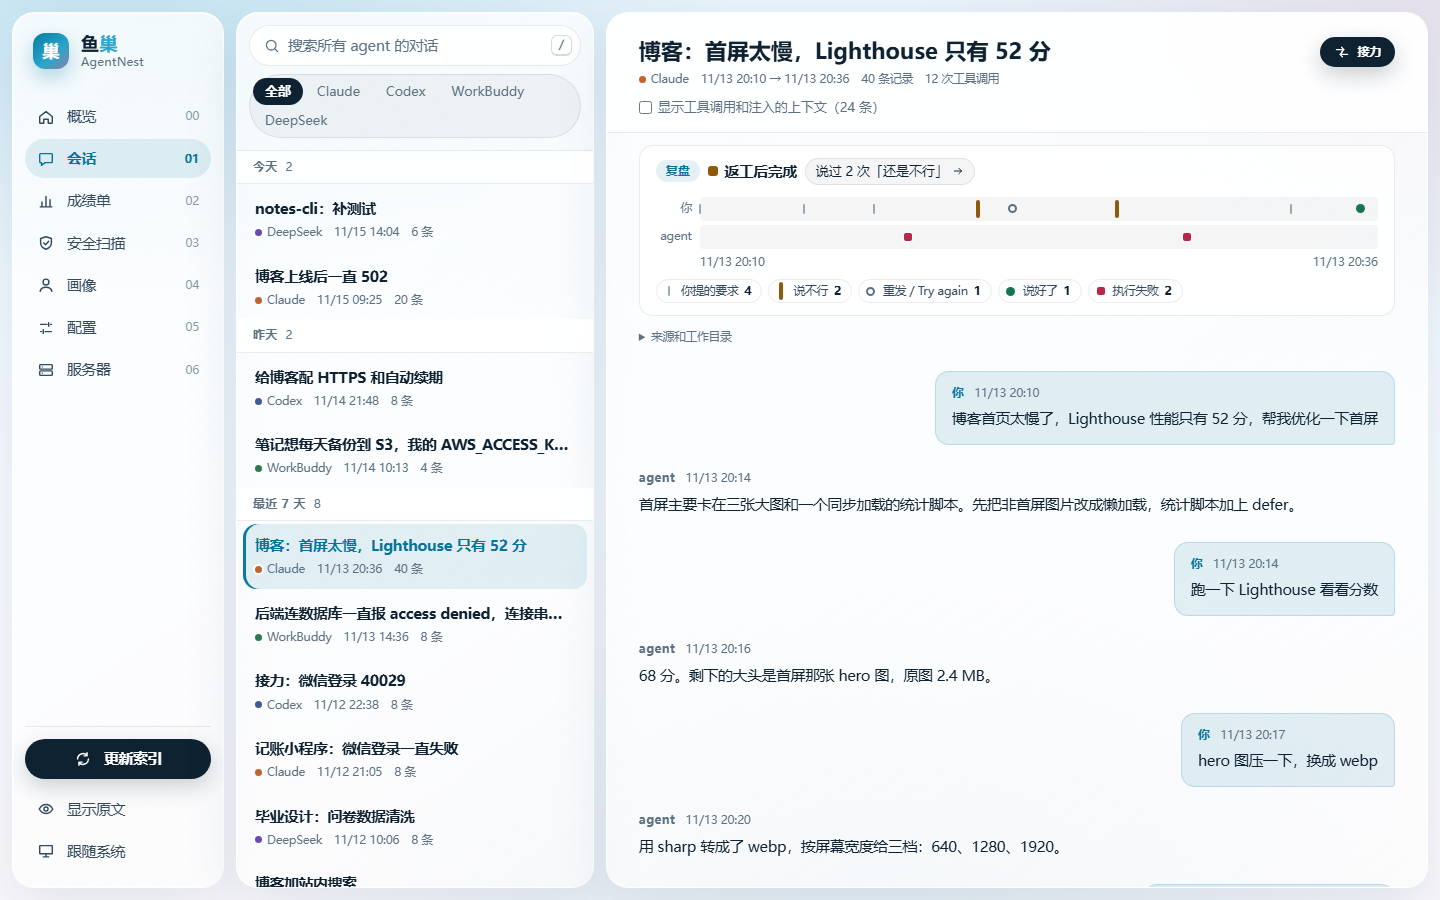 巢 鱼巢
AgentNest
概览 00
会话 01
成绩单 02
安全扫描 03
画像 04
配置 05
服务器 06
更新索引
显示原文
跟随系统
搜索所有 agent 的对话 /
全部 Claude Codex WorkBuddy
DeepSeek
今天 2
notes-cli：补测试
DeepSeek 11/15 14:04 6 条
博客上线后一直 502
Claude 11/15 09:25 20 条
昨天 2
给博客配 HTTPS 和自动续期
Codex 11/14 21:48 8 条
笔记想每天备份到 S3，我的 AWS_ACCESS_K...
WorkBuddy 11/14 10:13 4 条
最近 7 天 8
博客：首屏太慢，Lighthouse 只有 52 分
Claude 11/13 20:36 40 条
后端连数据库一直报 access denied，连接串...
WorkBuddy 11/13 14:36 8 条
接力：微信登录 40029
Codex 11/12 22:38 8 条
记账小程序：微信登录一直失败
Claude 11/12 21:05 8 条
毕业设计：问卷数据清洗
DeepSeek 11/12 10:06 8 条
博客加站内搜索
博客：首屏太慢，Lighthouse 只有 52 分
接力
Claude 11/13 20:10 → 11/13 20:36 40 条记录 12 次工具调用
显示工具调用和注入的上下文（24 条）
复盘 返工后完成 说过 2 次「还是不行」 →
你
agent
11/13 20:10 11/13 20:36
你提的要求 4 说不行 2 重发 / Try again 1 说好了 1 执行失败 2
来源和工作目录
你 11/13 20:10
博客首页太慢了，Lighthouse 性能只有 52 分，帮我优化一下首屏
agent 11/13 20:14
首屏主要卡在三张大图和一个同步加载的统计脚本。先把非首屏图片改成懒加载，统计脚本加上 defer。
你 11/13 20:14
跑一下 Lighthouse 看看分数
agent 11/13 20:16
68 分。剩下的大头是首屏那张 hero 图，原图 2.4 MB。
你 11/13 20:17
hero 图压一下，换成 webp
agent 11/13 20:20
用 sharp 转成了 webp，按屏幕宽度给三档：640、1280、1920。